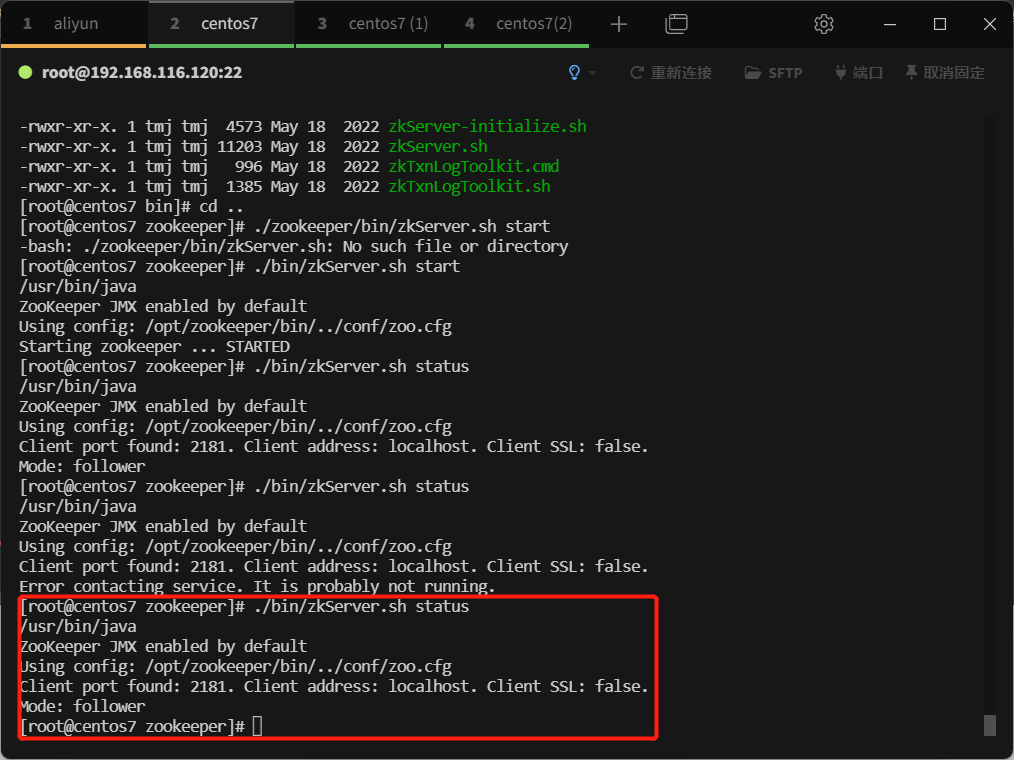 1 aliyun 2 centos7 3 centos7 (1) 4 centos7(2)
root@192.168.116.120:22 重新连接 SFTP 端口 取消固定
-rwxr-xr-x. 1 tmj tmj  4573 May 18  2022 zkServer-initialize.sh
-rwxr-xr-x. 1 tmj tmj 11203 May 18  2022 zkServer.sh
-rwxr-xr-x. 1 tmj tmj   996 May 18  2022 zkTxnLogToolkit.cmd
-rwxr-xr-x. 1 tmj tmj  1385 May 18  2022 zkTxnLogToolkit.sh
[root@centos7 bin]# cd ..
[root@centos7 zookeeper]# ./zookeeper/bin/zkServer.sh start
-bash: ./zookeeper/bin/zkServer.sh: No such file or directory
[root@centos7 zookeeper]# ./bin/zkServer.sh start
/usr/bin/java
ZooKeeper JMX enabled by default
Using config: /opt/zookeeper/bin/../conf/zoo.cfg
Starting zookeeper ... STARTED
[root@centos7 zookeeper]# ./bin/zkServer.sh status
/usr/bin/java
ZooKeeper JMX enabled by default
Using config: /opt/zookeeper/bin/../conf/zoo.cfg
Client port found: 2181. Client address: localhost. Client SSL: false.
Mode: follower
[root@centos7 zookeeper]# ./bin/zkServer.sh status
/usr/bin/java
ZooKeeper JMX enabled by default
Using config: /opt/zookeeper/bin/../conf/zoo.cfg
Client port found: 2181. Client address: localhost. Client SSL: false.
Error contacting service. It is probably not running.
[root@centos7 zookeeper]# ./bin/zkServer.sh status
/usr/bin/java
ZooKeeper JMX enabled by default
Using config: /opt/zookeeper/bin/../conf/zoo.cfg
Client port found: 2181. Client address: localhost. Client SSL: false.
Mode: follower
[root@centos7 zookeeper]#